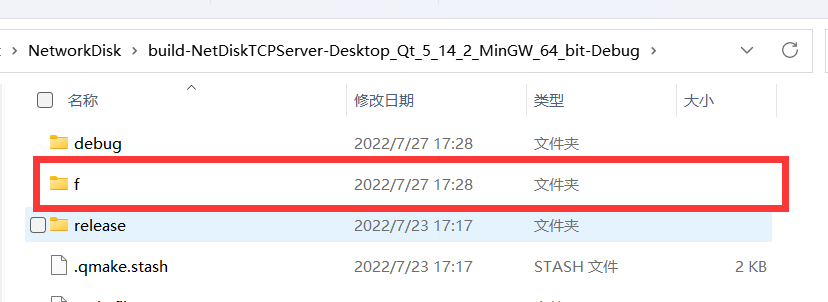 NetworkDisk > build-NetDiskTCPServer-Desktop_Qt_5_14_2_MinGW_64_bit-Debug >
名称 修改日期 类型 大小
debug 2022/7/27 17:28 文件夹
f 2022/7/27 17:28 文件夹
release 2022/7/23 17:17 文件夹
.qmake.stash 2022/7/23 17:17 STASH 文件 2 KB